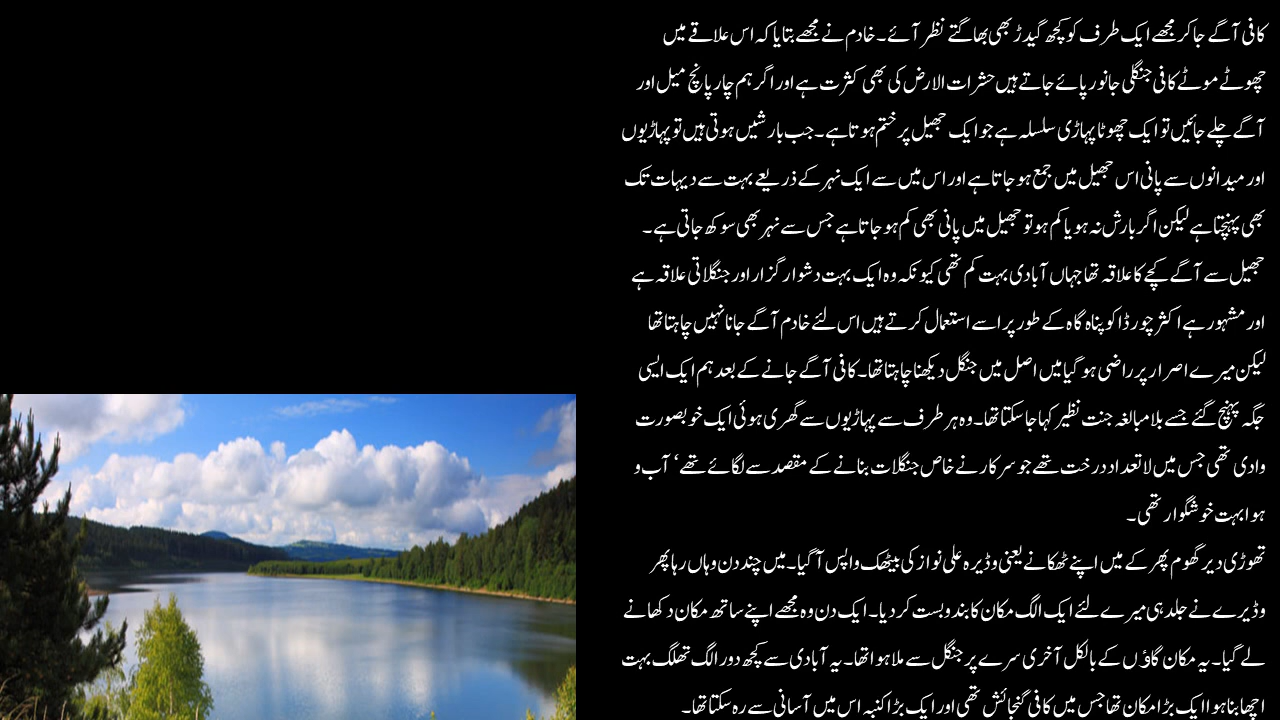 کافی آگے جاکر مجھے ایک طرف کو کچھ گیدڑ بھی بھاگتے نظر آئے۔ خادم نے مجھے بتایا کہ اس علاقے میں
چھوٹے موٹے کافی جنگلی جانور پائے جاتے ہیں حشرات الارض کی بھی کثرت ہے اور اگر ہم چار پانچ میل اور
آگے چلے جائیں تو ایک چھوٹا پہاڑی سلسلہ ہے جو ایک جھیل پر ختم ہوتا ہے۔ جب بارشیں ہوتی ہیں تو پہاڑیوں
اور میدانوں سے پانی اس جھیل میں جمع ہو جاتا ہے اور اس میں سے ایک نہر کے ذریعے بہت سے دیہات تک
بھی پہنچتا ہے لیکن اگر بارش نہ ہو یا کم ہو تو جھیل میں پانی بھی کم ہو جاتا ہے جس سے نہر بھی سوکھ جاتی ہے۔
جھیل سے آگے کچے کا علاقہ تھا جہاں آبادی بہت کم تھی کیونکہ وہ ایک بہت دشوار گزار اور جنگلاتی علاقہ ہے
اور مشہور ہے اکثر چور ڈاکو پناہ گاہ کے طور پر اسے استعمال کرتے ہیں اس لئے خادم آگے جانا نہیں چاہتا تھا
لیکن میرے اصرار پر راضی ہو گیا میں اصل میں جنگل دیکھنا چاہتا تھا۔ کافی آگے جانے کے بعد ہم ایک ایسی
جگہ پہنچ گئے جسے بلا مبالغہ جنت نظیر کہا جا سکتا تھا۔ وہ ہر طرف سے پہاڑیوں سے گھری ہوئی ایک خوبصورت
وادی تھی جس میں لاتعداد درخت تھے جو سرکار نے خاص جنگلات بنانے کے مقصد سے لگائے تھے‘ آب و
ہوا بہت خوشگوار تھی۔
تھوڑی دیر گھوم پھر کے میں اپنے ٹھکانے یعنی وڈیرہ علی نواز کی بیٹھک واپس آ گیا۔ میں چند دن وہاں رہا پھر
وڈیرے نے جلد ہی میرے لئے ایک الگ مکان کا بندوبست کر دیا۔ ایک دن وہ مجھے اپنے ساتھ مکان دکھانے
لے گیا۔ یہ مکان گاؤں کے بالکل آخری سرے پر جنگل سے ملا ہوا تھا۔ یہ آبادی سے کچھ دور الگ تھلگ بہت
اچھا بنا ہوا ایک بڑا مکان تھا جس میں کافی گنجائش تھی اور ایک بڑا کنبہ اس میں آسانی سے رہ سکتا تھا۔